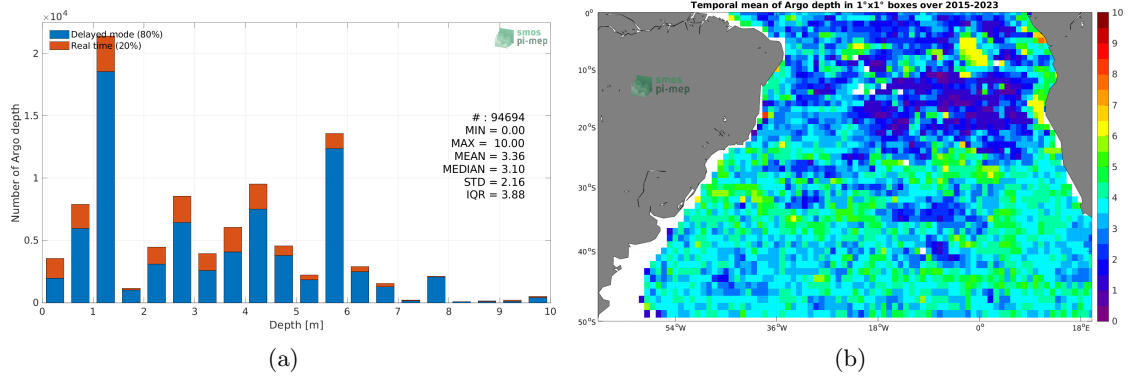 ×10⁴
Delayed mode (80%)
Real time (20%)
smos
pi-mep
# : 94694
MIN = 0.00
MAX = 10.00
MEAN = 3.36
MEDIAN = 3.10
STD = 2.16
IQR = 3.88
Number of Argo depth
2
1.5
1
0.5
0
0 1 2 3 4 5 6 7 8 9 10
Depth [m]
(a)
Temporal mean of Argo depth in 1°x1° boxes over 2015-2023
smos
pi-mep
0°
10°S
20°S
30°S
40°S
50°S
54°W 36°W 18°W 0° 18°E
10
9
8
7
6
5
4
3
2
1
0
(b)